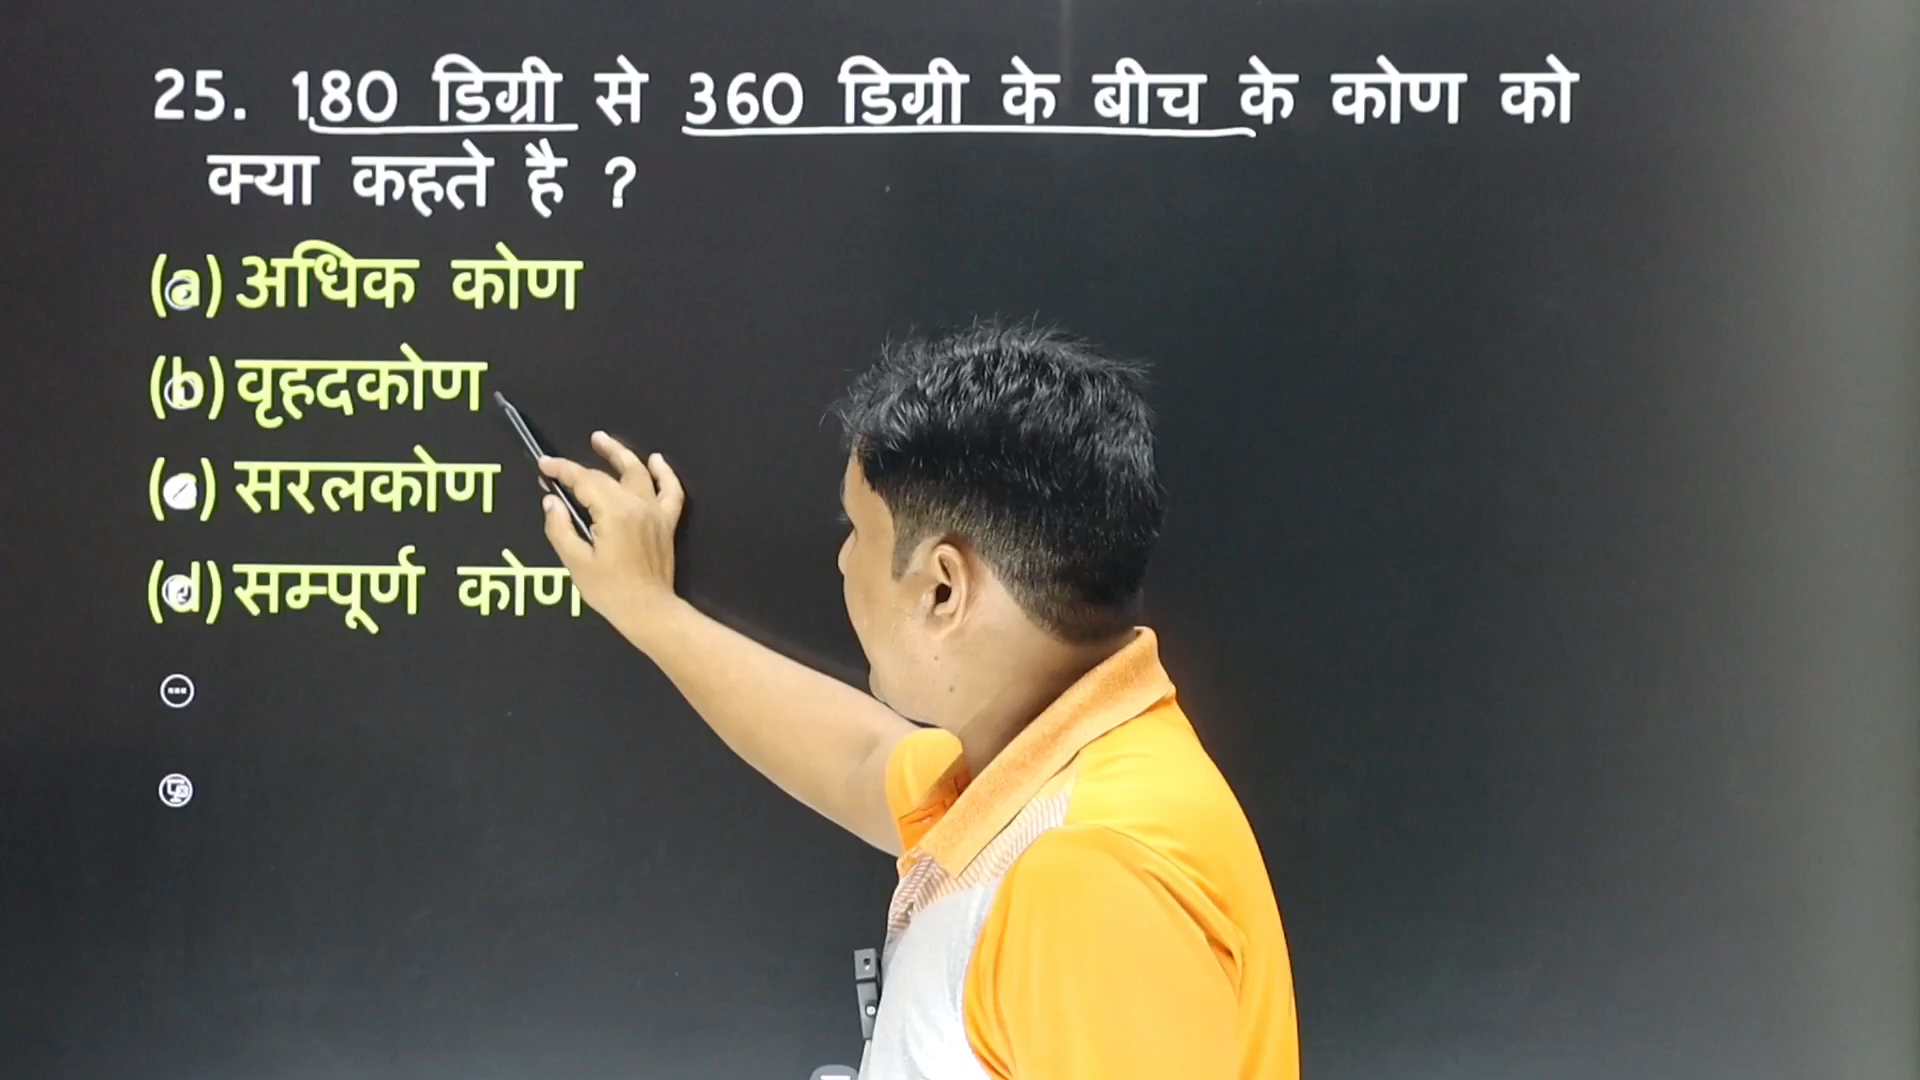 25. 180 डिग्री से 360 डिग्री के बीच के कोण को
क्या कहते है ?
(a) अधिक कोण
(b) वृहदकोण
(c) सरलकोण
(d) सम्पूर्ण कोण